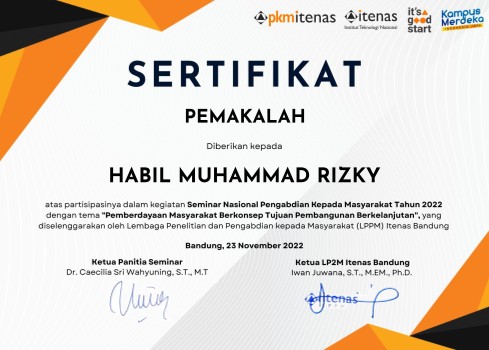 pkmitenas
itenas
Institut Teknologi Nasional
it's a
good
start
Kampus
Merdeka
INDONESIA JAYA
SERTIFIKAT
PEMAKALAH
Diberikan kepada
HABIL MUHAMMAD RIZKY
atas partisipasinya dalam kegiatan Seminar Nasional Pengabdian Kepada Masyarakat Tahun 2022
dengan tema "Pemberdayaan Masyarakat Berkonsep Tujuan Pembangunan Berkelanjutan", yang
diselenggarakan oleh Lembaga Penelitian dan Pengabdian kepada Masyarakat (LPPM) Itenas Bandung
Bandung, 23 November 2022
Ketua Panitia Seminar
Dr. Caecilia Sri Wahyuning, S.T., M.T
Ketua LP2M Itenas Bandung
Iwan Juwana, S.T., M.EM., Ph.D.
itenas